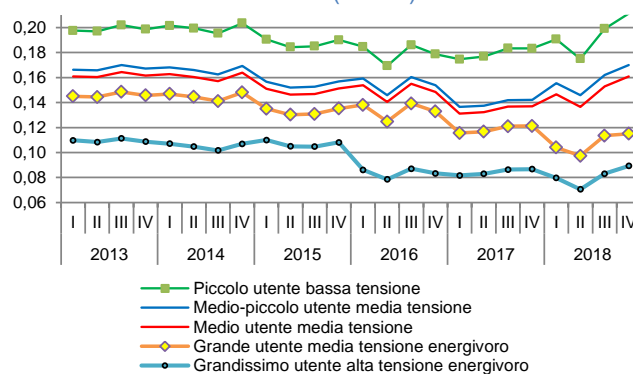 0,20
0,18
0,16
0,14
0,12
0,10
0,08
0,06
I II III IV I II III IV I II III IV I II III IV I II III IV I II III IV
2013 2014 2015 2016 2017 2018
Piccolo utente bassa tensione
Medio-piccolo utente media tensione
Medio utente media tensione
Grande utente media tensione energivoro
Grandissimo utente alta tensione energivoro